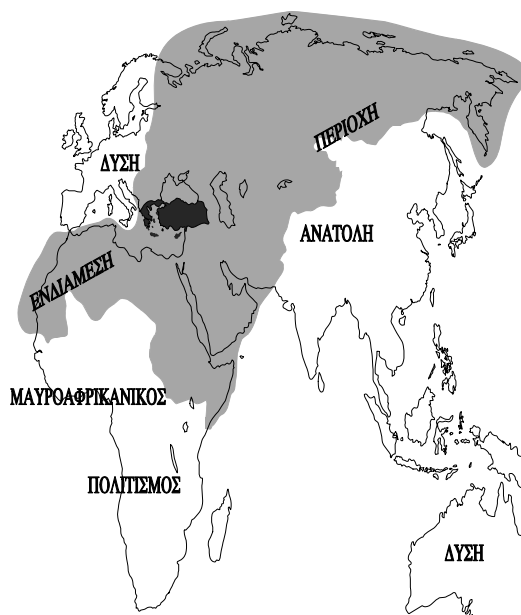 ΠΕΡΙΟΧΗ
ΔΥΣΗ
ΑΝΑΤΟΛΗ
ΕΝΔΙΑΜΕΣΗ
ΜΑΥΡΟΑΦΡΙΚΑΝΙΚΟΣ
ΠΟΛΙΤΙΣΜΟΣ
ΔΥΣΗ